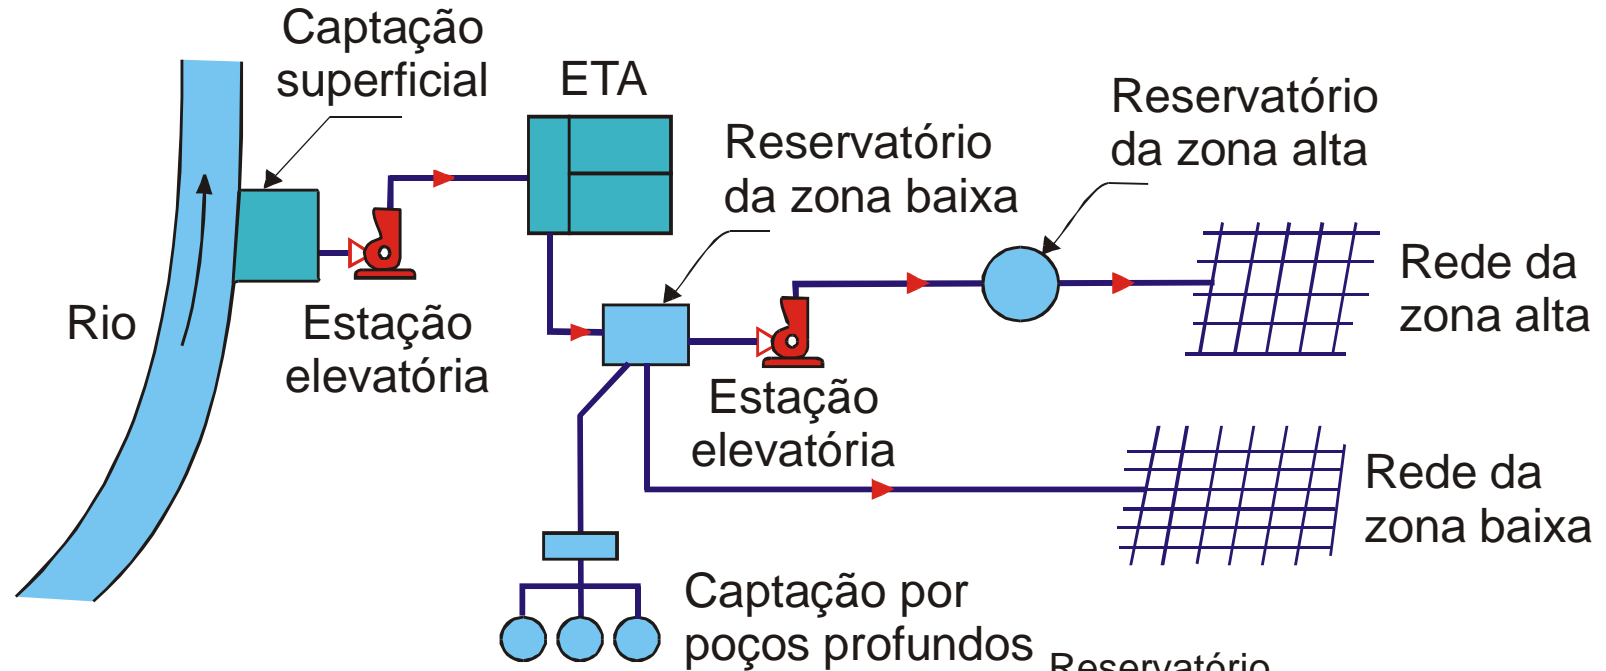 Captação
superficial
ETA
Reservatório
da zona baixa
Reservatório
da zona alta
Rio
Estação
elevatória
Estação
elevatória
Rede da
zona alta
Rede da
zona baixa
Captação por
poços profundos
Reservatório